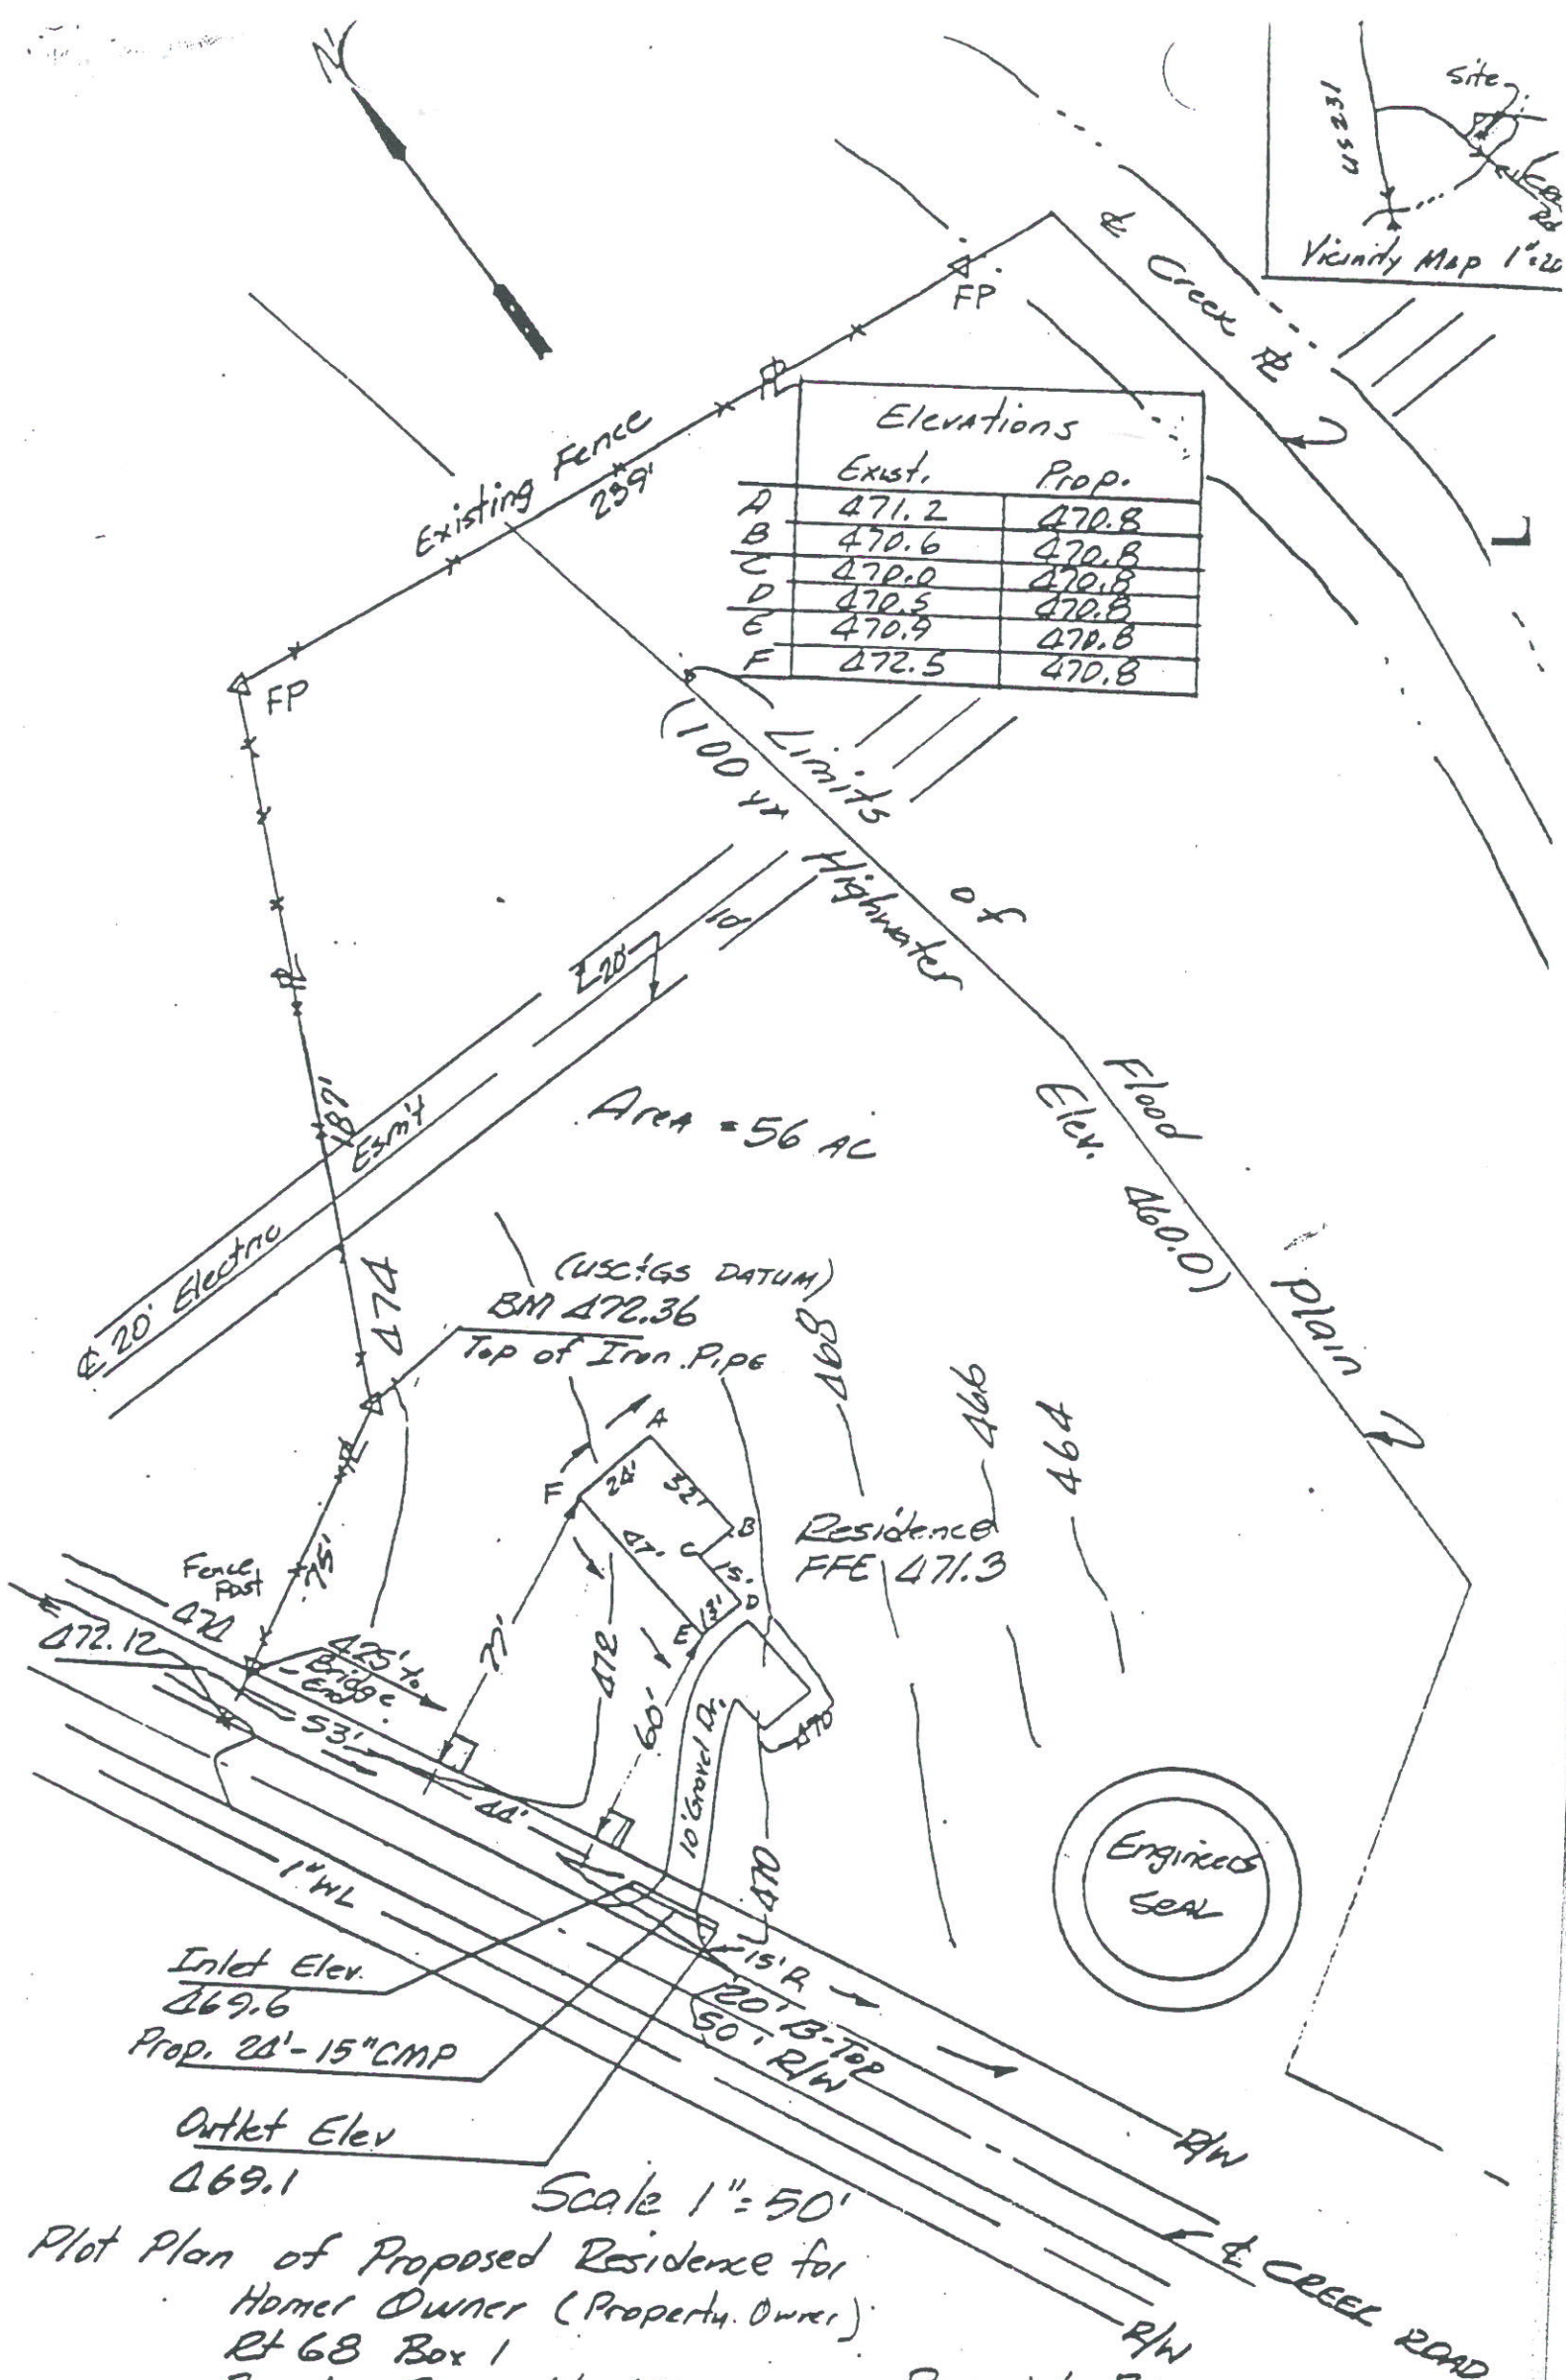 N
US 231
Site
Rd
Vicinity Map 1"=20
℄ Creek ℄
FP
Existing Fence
239'
Elevations
Exist. Prop.
A 471.2 470.8
B 470.6 470.8
C 470.0 470.8
D 470.5 470.8
E 470.9 470.8
F 472.5 470.8
FP
Limits of Flood Plain
(100 yr Highwater Elev. 460.0)
20'
10'
187'
℄ 20' Electric Esm't
Area = 56 AC
474
(USC&GS DATUM)
BM 472.36
Top of Iron Pipe
468
466
464
A
F
24'
32'
B
47'
C
15'
D
13'
E
Residence
FFE 471.3
Fence Post
75'
474
472.12
425' to
Bridge
End
53'
77'
472
60'
44'
10' Gravel Dr.
470
470
1" WL
Engineers
SEAL
Inlet Elev.
469.6
Prop. 24'-15" CMP
Outlet Elev
469.1
15' R
20' B-Top
50' R/W
R/W
℄ CREEK ROAD
R/W
Scale 1"=50'
Plot Plan of Proposed Residence for
Homer Owner (Property Owner)
Rt 68 Box 1